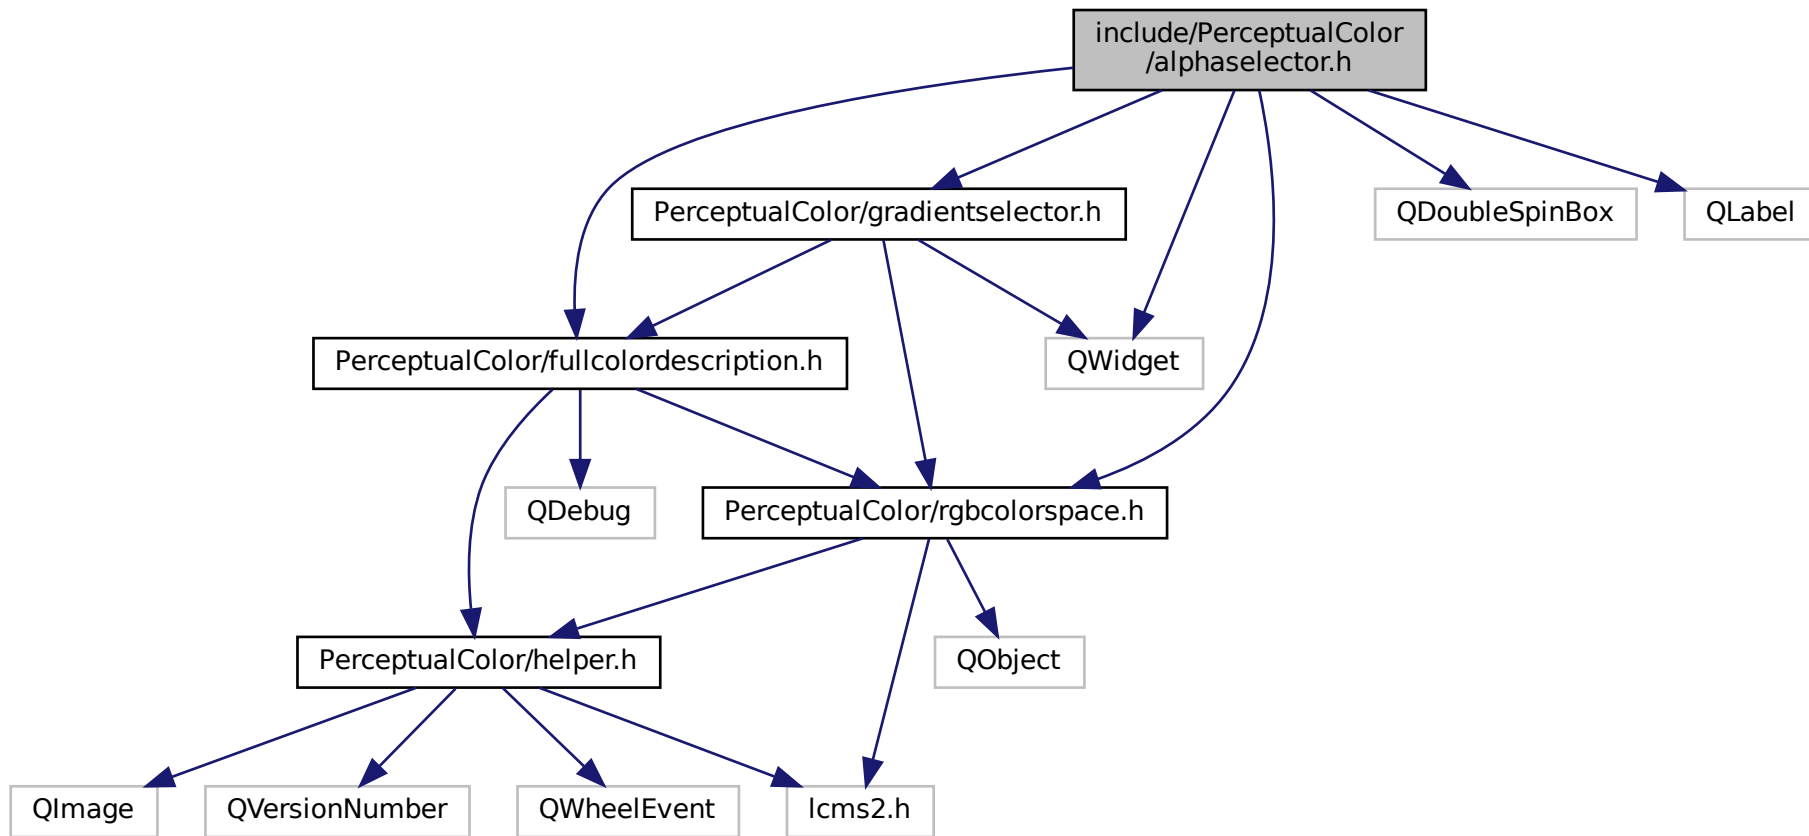 include/PerceptualColor
/alphaselector.h
PerceptualColor/gradientselector.h
QDoubleSpinBox
QLabel
PerceptualColor/fullcolordescription.h
QWidget
QDebug
PerceptualColor/rgbcolorspace.h
PerceptualColor/helper.h
QObject
QImage
QVersionNumber
QWheelEvent
lcms2.h